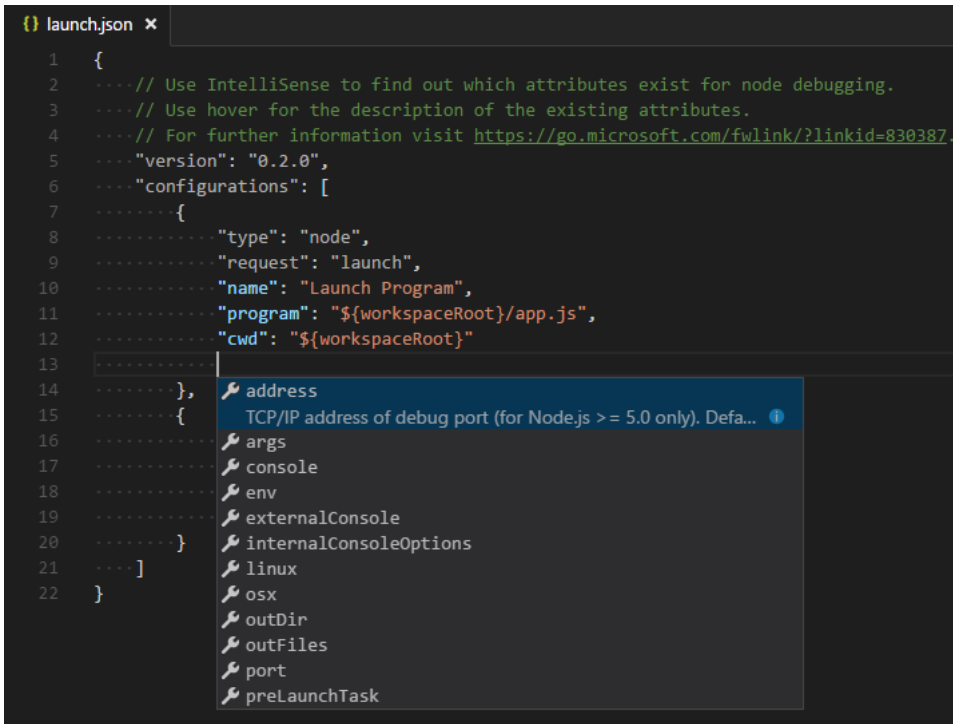 {} launch.json ×
1 {
2 // Use IntelliSense to find out which attributes exist for node debugging.
3 // Use hover for the description of the existing attributes.
4 // For further information visit https://go.microsoft.com/fwlink/?linkid=830387.
5 "version": "0.2.0",
6 "configurations": [
7 {
8 "type": "node",
9 "request": "launch",
10 "name": "Launch Program",
11 "program": "${workspaceRoot}/app.js",
12 "cwd": "${workspaceRoot}"
13
14 }, address
15 { TCP/IP address of debug port (for Node.js >= 5.0 only). Defa...
16 args
17 console
18 env
19 externalConsole
20 } internalConsoleOptions
21 ] linux
22 } osx
outDir
outFiles
port
preLaunchTask